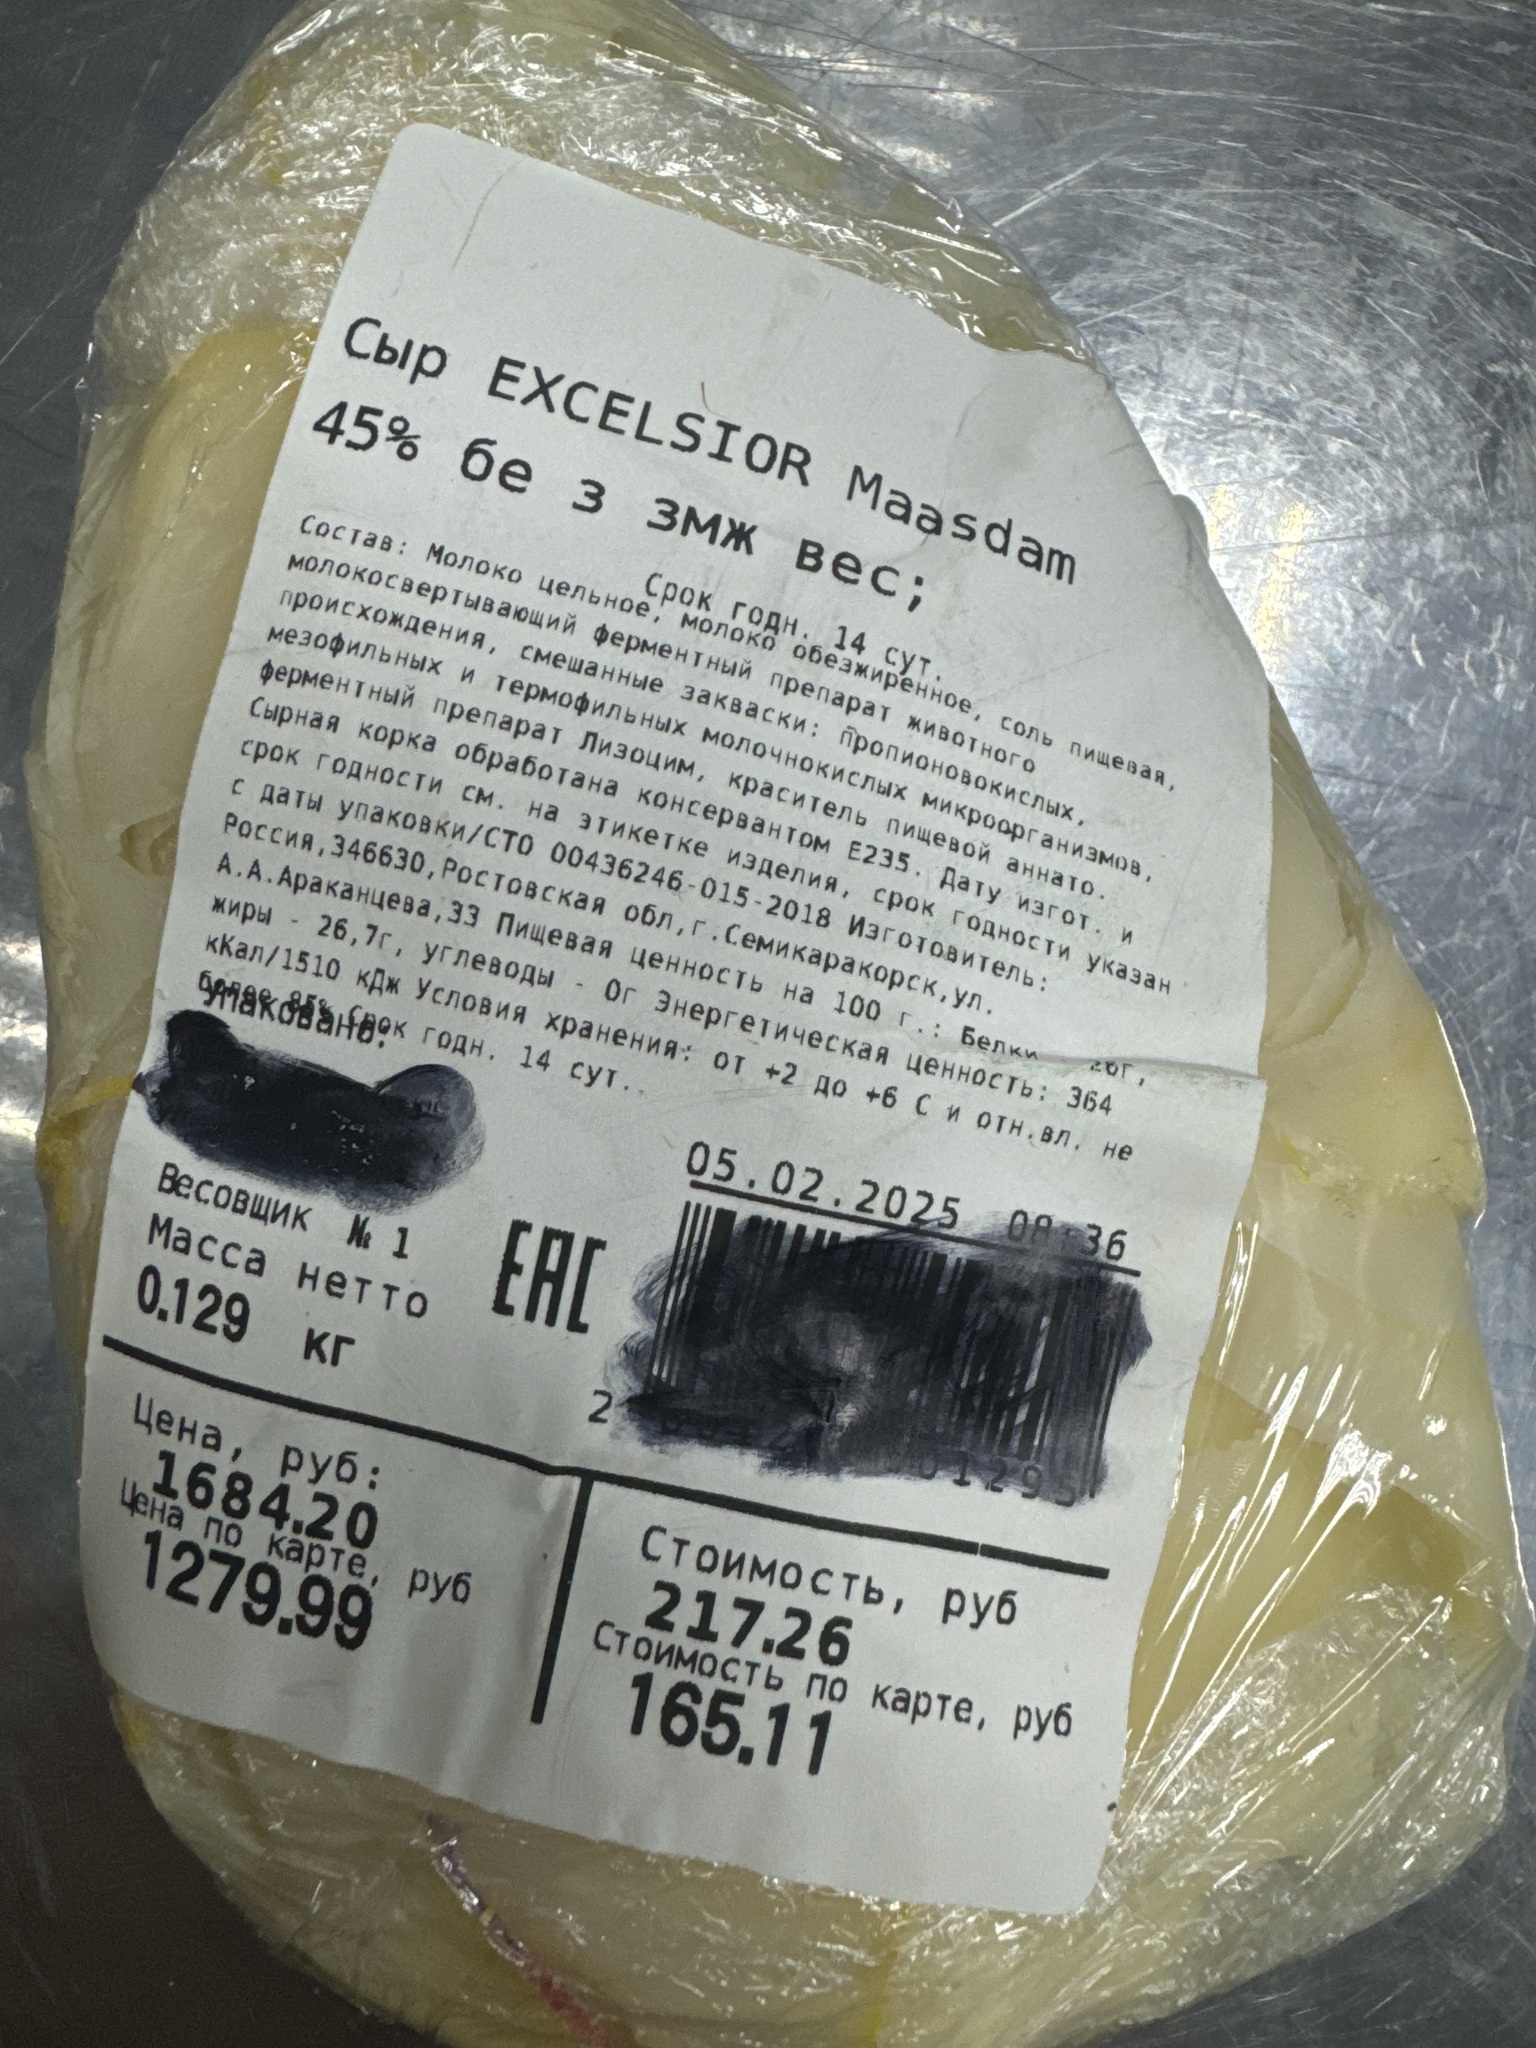 Сыр EXCELSIOR Maasdam
45% бе з змж вес;
Срок годн. 14 сут.
Состав: Молоко цельное, молоко обезжиренное, соль пищевая,
молокосвертывающий ферментный препарат животного
происхождения, смешанные закваски: пропионовокислых,
мезофильных и термофильных молочнокислых микроорганизмов,
ферментный препарат Лизоцим, краситель пищевой аннато.
Сырная корка обработана консервантом Е235. Дату изгот. и
срок годности см. на этикетке изделия, срок годности указан
с даты упаковки/СТО 00436246-015-2018 Изготовитель:
Россия,346630,Ростовская обл,г.Семикаракорск,ул.
А.А.Араканцева,33 Пищевая ценность на 100 г.: Белки 26г,
жиры - 26,7г, углеводы - 0г Энергетическая ценность: 364
кКал/1510 кДж Условия хранения: от +2 до +6 С и отн.вл. не
более 85% Срок годн. 14 сут.
Упаковано:
05.02.2025 08:36
Весовщик № 1
Масса нетто
0.129 кг
EAC
2
01295
Цена, руб:
1684.20
Цена по карте, руб
1279.99
Стоимость, руб
217.26
Стоимость по карте, руб
165.11